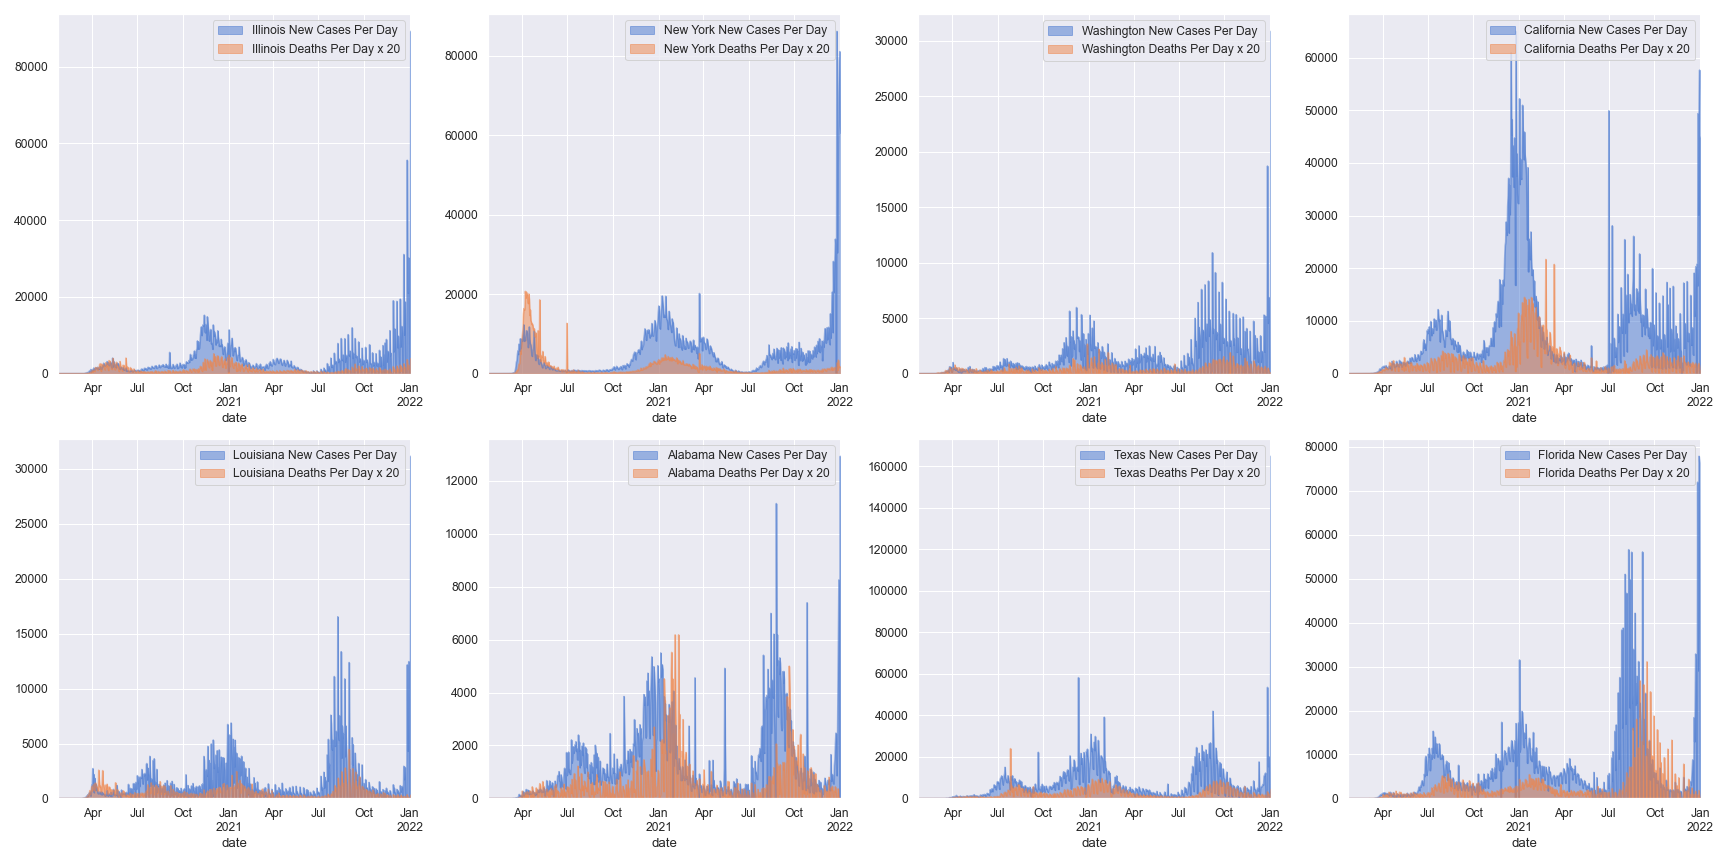 Illinois New Cases Per Day
Illinois Deaths Per Day x 20
80000
60000
40000
20000
0
Apr Jul Oct Jan Apr Jul Oct Jan
2021 2022
date
New York New Cases Per Day
New York Deaths Per Day x 20
80000
60000
40000
20000
0
Apr Jul Oct Jan Apr Jul Oct Jan
2021 2022
date
Washington New Cases Per Day
Washington Deaths Per Day x 20
30000
25000
20000
15000
10000
5000
0
Apr Jul Oct Jan Apr Jul Oct Jan
2021 2022
date
California New Cases Per Day
California Deaths Per Day x 20
60000
50000
40000
30000
20000
10000
0
Apr Jul Oct Jan Apr Jul Oct Jan
2021 2022
date
Louisiana New Cases Per Day
Louisiana Deaths Per Day x 20
30000
25000
20000
15000
10000
5000
0
Apr Jul Oct Jan Apr Jul Oct Jan
2021 2022
date
Alabama New Cases Per Day
Alabama Deaths Per Day x 20
12000
10000
8000
6000
4000
2000
0
Apr Jul Oct Jan Apr Jul Oct Jan
2021 2022
date
Texas New Cases Per Day
Texas Deaths Per Day x 20
160000
140000
120000
100000
80000
60000
40000
20000
0
Apr Jul Oct Jan Apr Jul Oct Jan
2021 2022
date
Florida New Cases Per Day
Florida Deaths Per Day x 20
80000
70000
60000
50000
40000
30000
20000
10000
0
Apr Jul Oct Jan Apr Jul Oct Jan
2021 2022
date